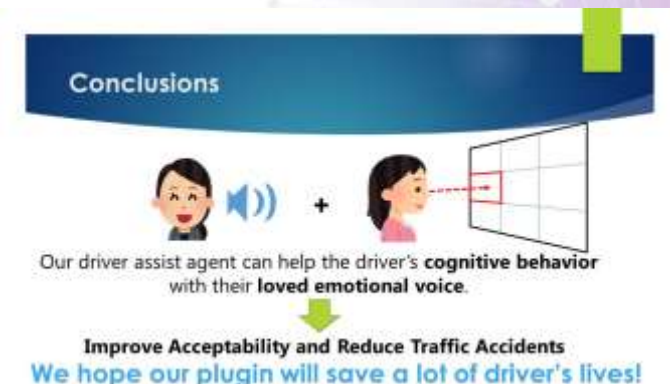 Conclusions
+
Our driver assist agent can help the driver's cognitive behavior
with their loved emotional voice.
Improve Acceptability and Reduce Traffic Accidents
We hope our plugin will save a lot of driver's lives!